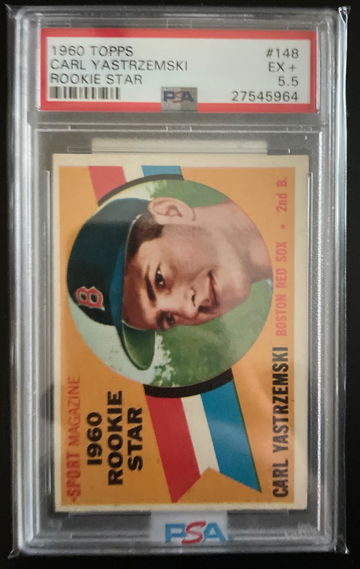 1960 TOPPS #148
CARL YASTRZEMSKI EX +
ROOKIE STAR 5.5
PSA 27545964
B
SPORT MAGAZINE
1960
ROOKIE
STAR
CARL YASTRZEMSKI BOSTON RED SOX • 2nd B.
PSA